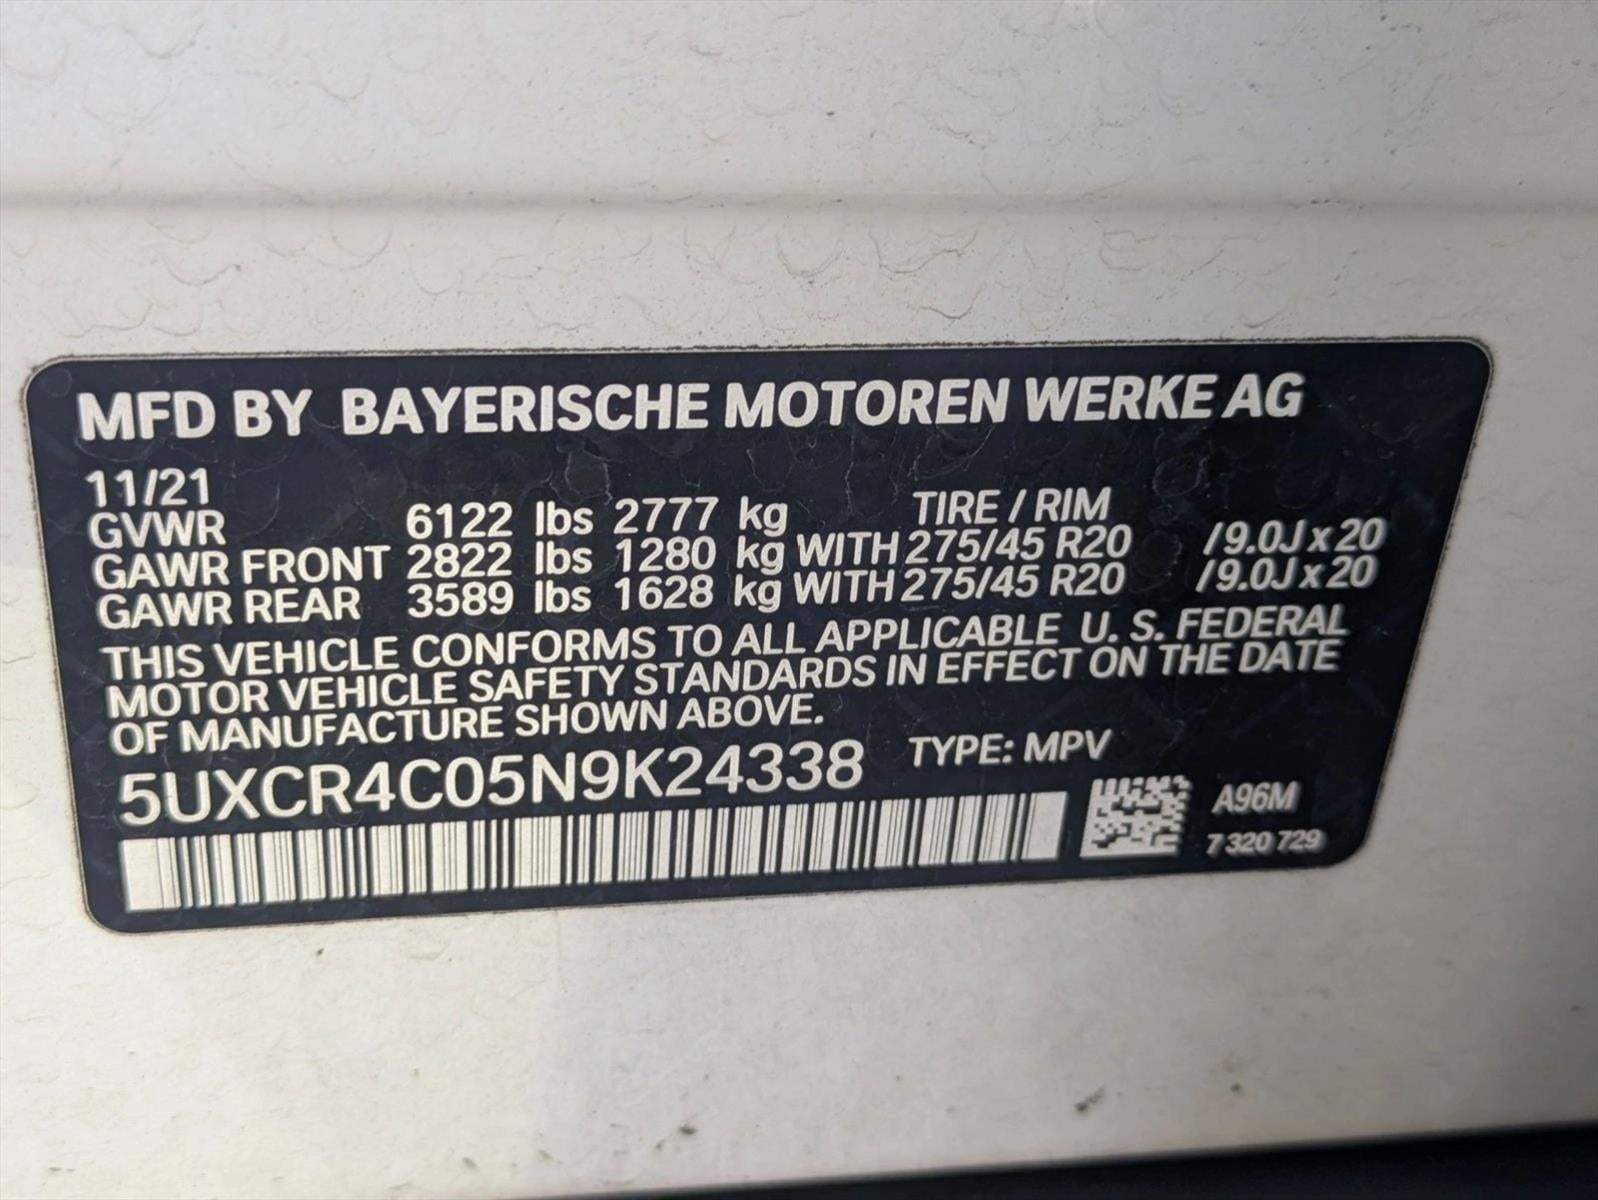 MFD BY BAYERISCHE MOTOREN WERKE AG
11/21
GVWR 6122 lbs 2777 kg TIRE / RIM
GAWR FRONT 2822 lbs 1280 kg WITH 275/45 R20 /9.0J x 20
GAWR REAR 3589 lbs 1628 kg WITH 275/45 R20 /9.0J x 20
THIS VEHICLE CONFORMS TO ALL APPLICABLE U. S. FEDERAL
MOTOR VEHICLE SAFETY STANDARDS IN EFFECT ON THE DATE
OF MANUFACTURE SHOWN ABOVE.
5UXCR4C05N9K24338 TYPE: MPV
A96M
7 320 729